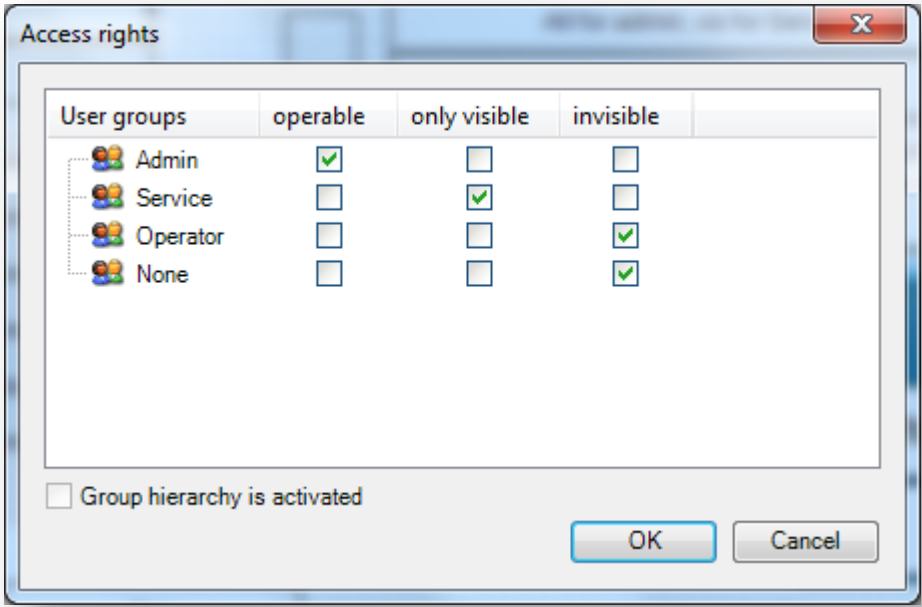 Access rights
User groups operable only visible invisible
Admin
Service
Operator
None
Group hierarchy is activated
OK Cancel